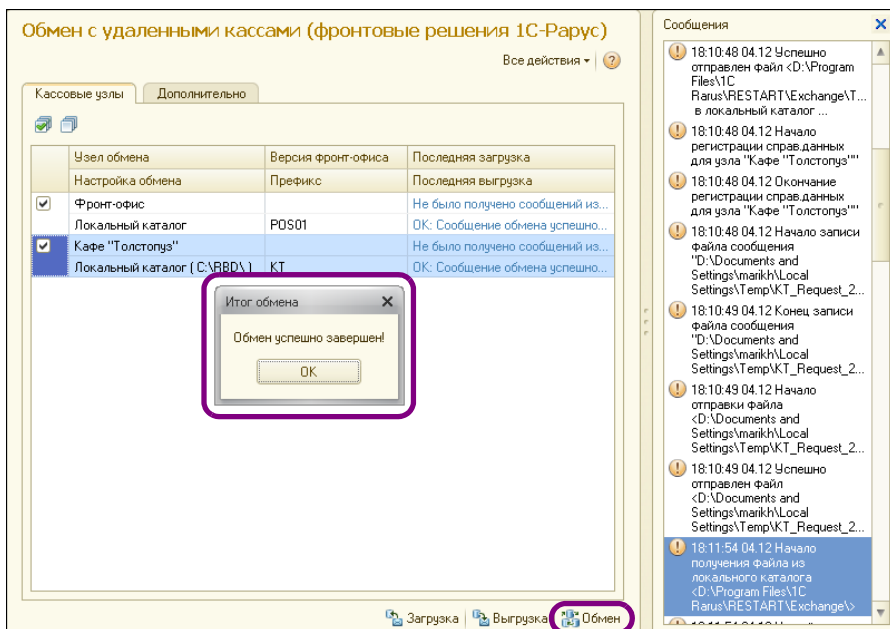 Обмен с удаленными кассами (фронтовые решения 1С-Рарус)
Все действия
Кассовые узлы Дополнительно
Узел обмена Версия фронт-офиса Последняя загрузка
Настройка обмена Префикс Последняя выгрузка
Фронт-офис Не было получено сообщений из...
Локальный каталог POS01 ОК: Сообщение обмена успешно...
Кафе "Толстопуз" Не было получено сообщений из...
Локальный каталог ( C:\RBD\ ) КТ ОК: Сообщение обмена успешно...
Итог обмена
Обмен успешно завершен!
ОК
Загрузка Выгрузка Обмен
Сообщения
18:10:48 04.12 Успешно
отправлен файл <D:\Program
Files\1C
Rarus\RESTART\Exchange\T...
в локальный каталог ...
18:10:48 04.12 Начало
регистрации справ.данных
для узла "Кафе "Толстопуз""
18:10:48 04.12 Окончание
регистрации справ.данных
для узла "Кафе "Толстопуз""
18:10:48 04.12 Начало записи
файла сообщения
"D:\Documents and
Settings\marikh\Local
Settings\Temp\KT_Request_2...
18:10:49 04.12 Конец записи
файла сообщения
"D:\Documents and
Settings\marikh\Local
Settings\Temp\KT_Request_2...
18:10:49 04.12 Начало
отправки файла
<D:\Documents and
Settings\marikh\Local
Settings\Temp\KT_Request_2...
18:10:49 04.12 Успешно
отправлен файл
<D:\Documents and
Settings\marikh\Local
Settings\Temp\KT_Request_2...
18:11:54 04.12 Начало
получения файла из
локального каталога
<D:\Program Files\1C
Rarus\RESTART\Exchange\>